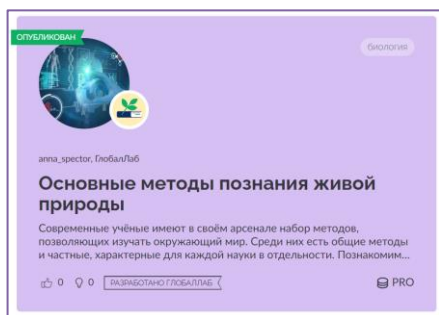 ОПУБЛИКОВАН
биология
anna_spector, ГлобалЛаб
Основные методы познания живой
природы
Современные учёные имеют в своём арсенале набор методов,
позволяющих изучать окружающий мир. Среди них есть общие методы
и частные, характерные для каждой науки в отдельности. Познакомим...
0 0 РАЗРАБОТАНО ГЛОБАЛЛАБ PRO